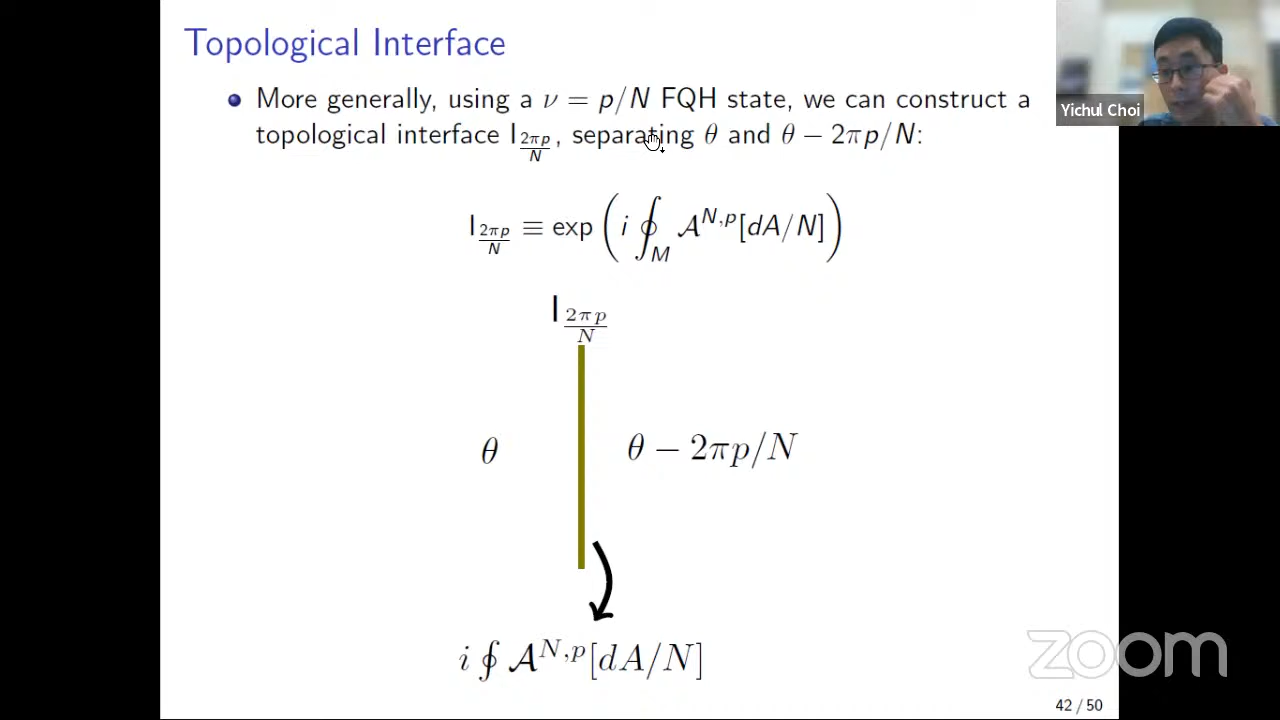 Topological Interface
Yichul Choi
More generally, using a ν = p/N FQH state, we can construct a
topological interface I_{2πp/N}, separating θ and θ − 2πp/N:
I_{2πp/N} ≡ exp ( i ∮_M 𝒜^{N,p}[dA/N] )
I_{2πp/N}
θ
θ − 2πp/N
i ∮ 𝒜^{N,p}[dA/N]
zoom
42 / 50